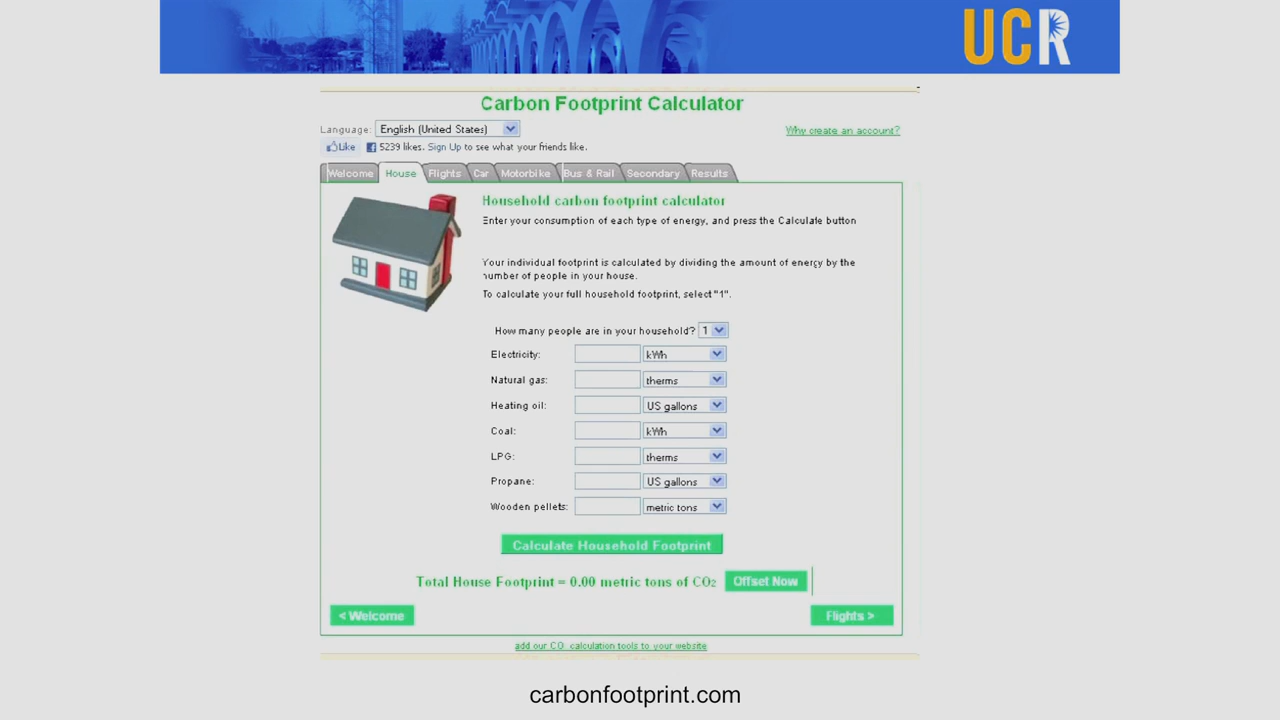 UCR
Carbon Footprint Calculator
Language: English (United States)
Why create an account?
Like 5239 likes. Sign Up to see what your friends like.
Welcome House Flights Car Motorbike Bus & Rail Secondary Results
Household carbon footprint calculator
Enter your consumption of each type of energy, and press the Calculate button
Your individual footprint is calculated by dividing the amount of energy by the
number of people in your house.
To calculate your full household footprint, select "1".
How many people are in your household? 1
Electricity: kWh
Natural gas: therms
Heating oil: US gallons
Coal: kWh
LPG: therms
Propane: US gallons
Wooden pellets: metric tons
Calculate Household Footprint
Total House Footprint = 0.00 metric tons of CO2 Offset Now
< Welcome Flights >
add our CO calculation tools to your website
carbonfootprint.com